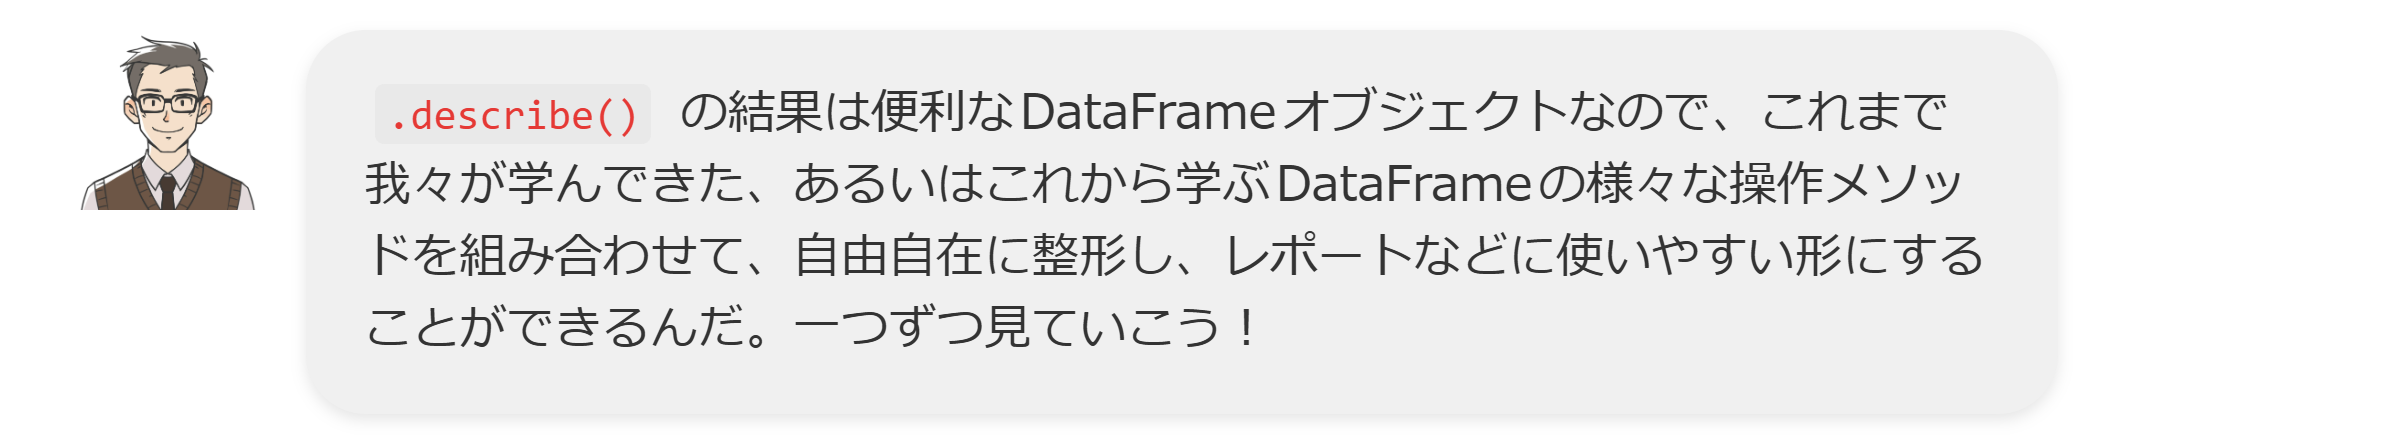 .describe() の結果は便利なDataFrameオブジェクトなので、これまで
我々が学んできた、あるいはこれから学ぶDataFrameの様々な操作メソッ
ドを組み合わせて、自由自在に整形し、レポートなどに使いやすい形にする
ことができるんだ。一つずつ見ていこう！